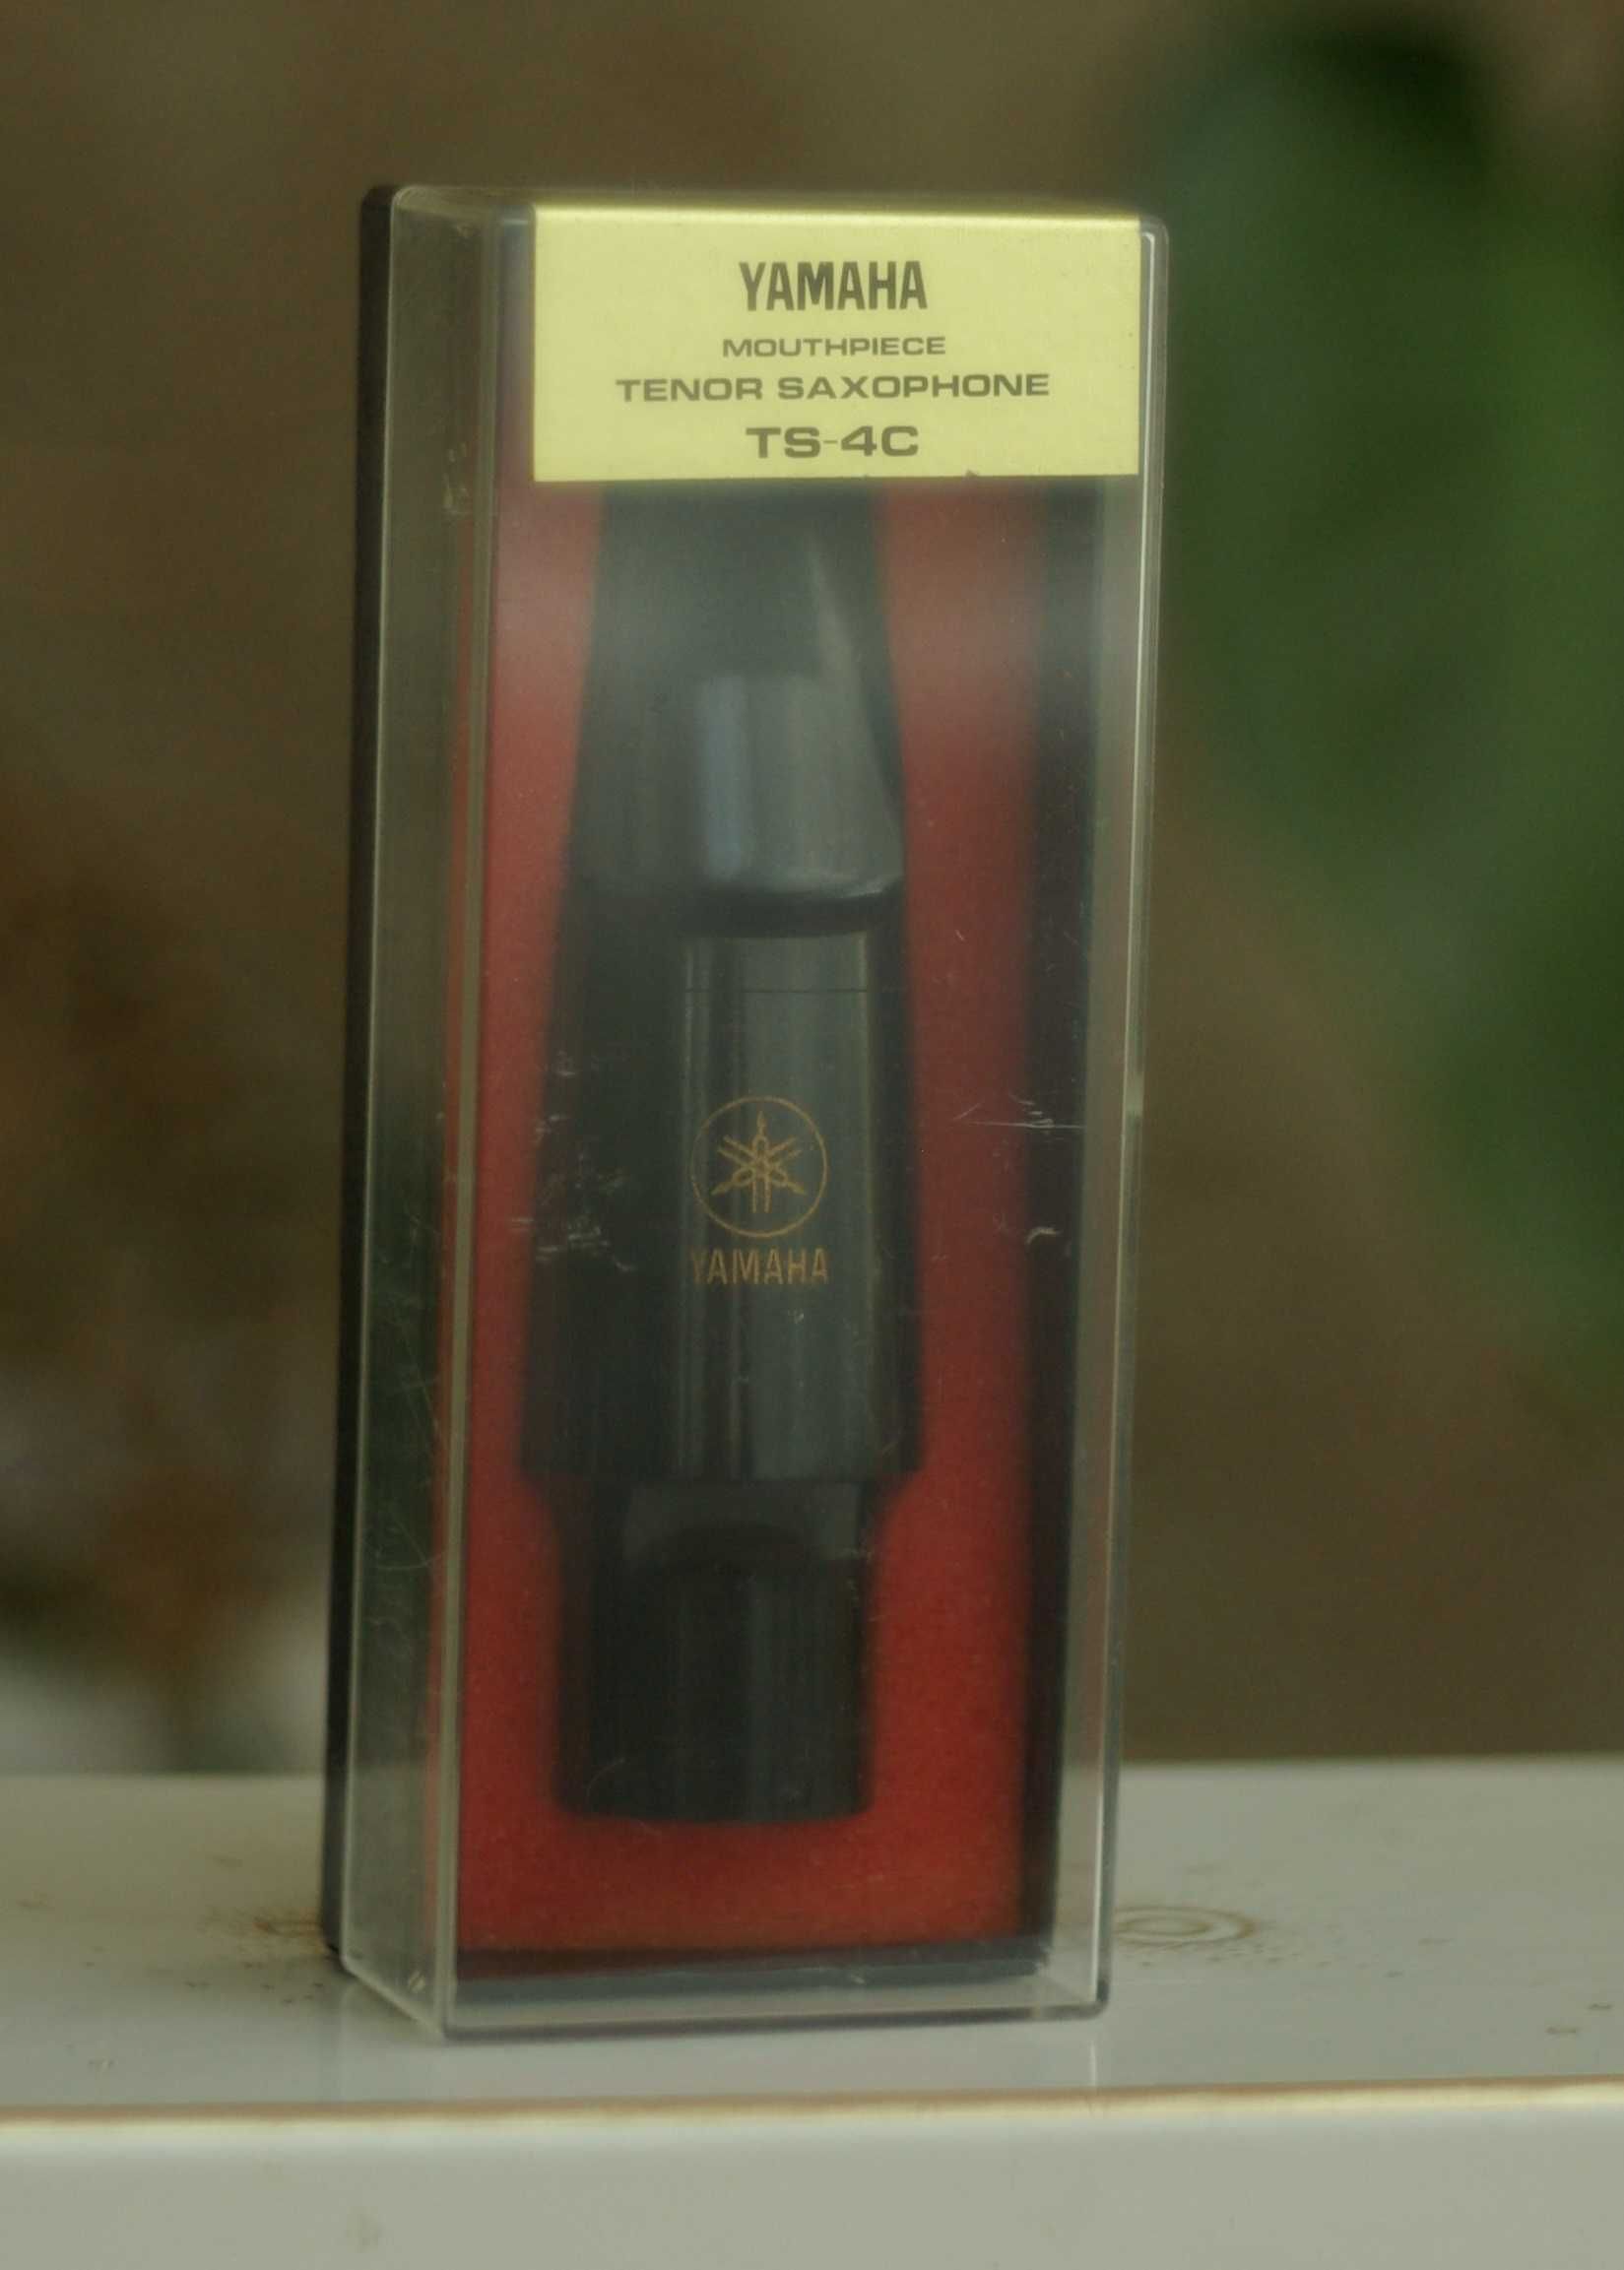 YAMAHA
MOUTHPIECE
TENOR SAXOPHONE
TS-4C
YAMAHA